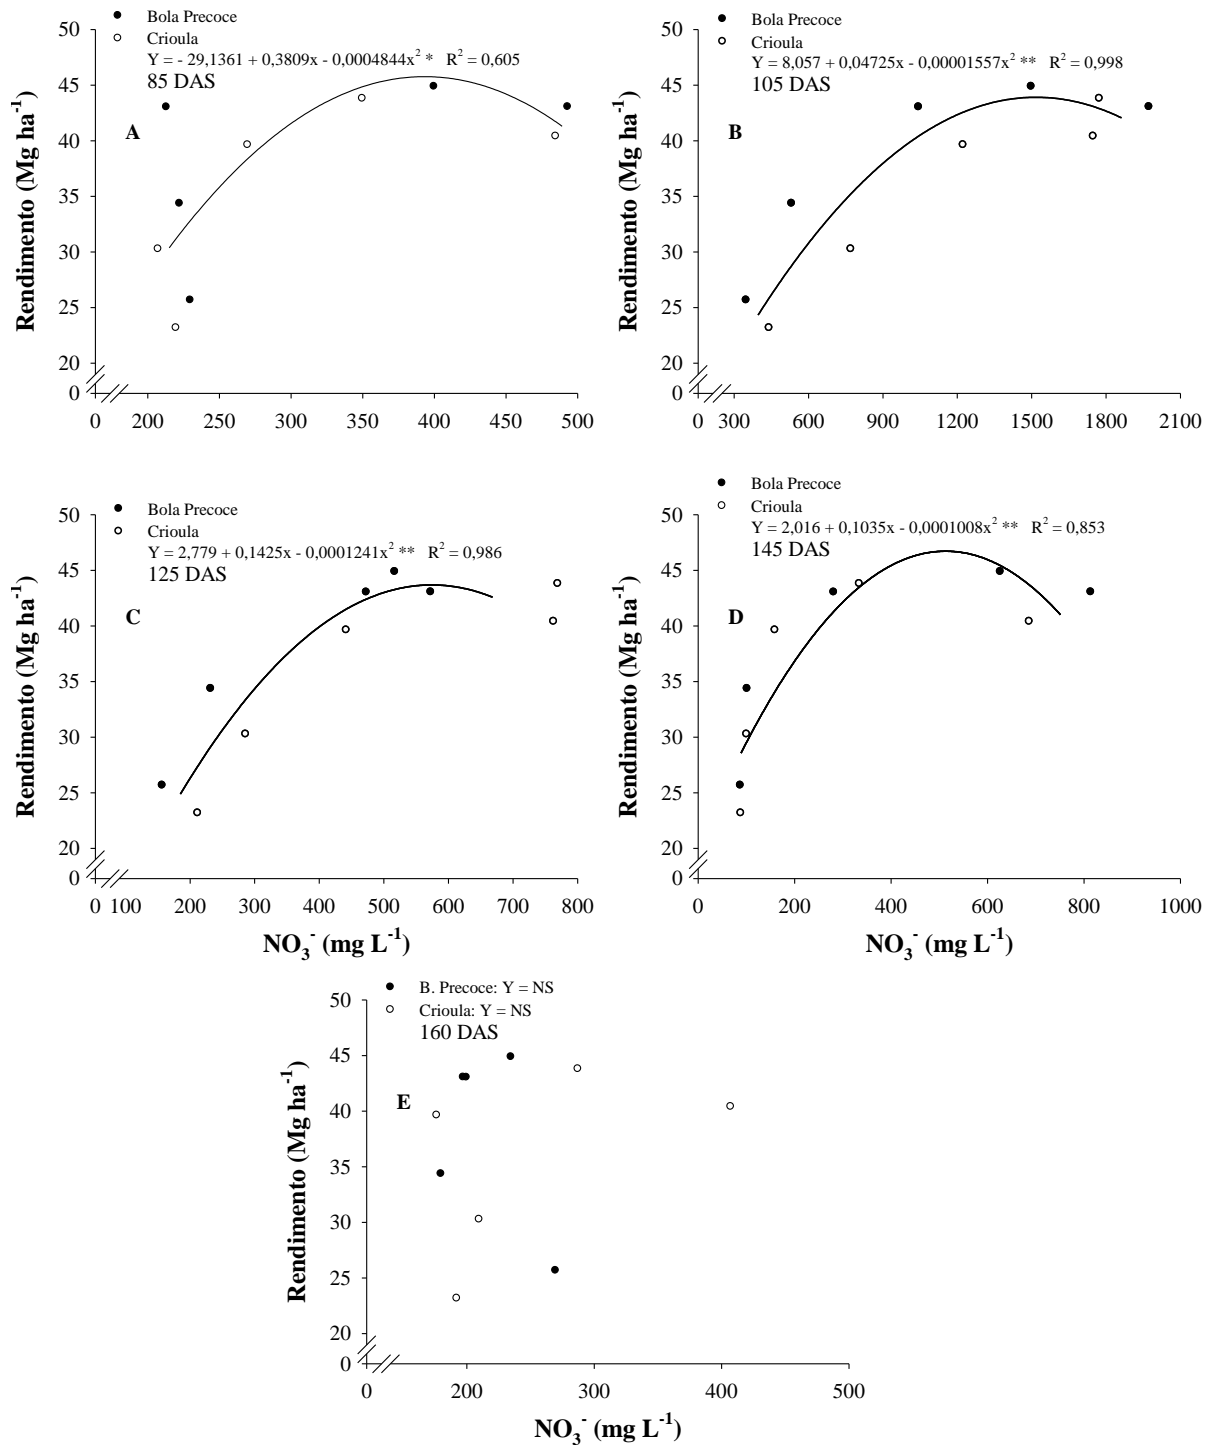 Bola Precoce
Crioula
Y = - 29,1361 + 0,3809x - 0,0004844x² * R² = 0,605
85 DAS
A
Rendimento (Mg ha⁻¹)
50
45
40
35
30
25
20
0
0 200 250 300 350 400 450 500
Bola Precoce
Crioula
Y = 8,057 + 0,04725x - 0,00001557x² ** R² = 0,998
105 DAS
B
Rendimento (Mg ha⁻¹)
50
45
40
35
30
25
20
0
0 300 600 900 1200 1500 1800 2100
Bola Precoce
Crioula
Y = 2,779 + 0,1425x - 0,0001241x² ** R² = 0,986
125 DAS
C
Rendimento (Mg ha⁻¹)
50
45
40
35
30
25
20
0
0 100 200 300 400 500 600 700 800
NO₃⁻ (mg L⁻¹)
Bola Precoce
Crioula
Y = 2,016 + 0,1035x - 0,0001008x² ** R² = 0,853
145 DAS
D
Rendimento (Mg ha⁻¹)
50
45
40
35
30
25
20
0
0 200 400 600 800 1000
NO₃⁻ (mg L⁻¹)
B. Precoce: Y = NS
Crioula: Y = NS
160 DAS
E
Rendimento (Mg ha⁻¹)
50
45
40
35
30
25
20
0
0 200 300 400 500
NO₃⁻ (mg L⁻¹)